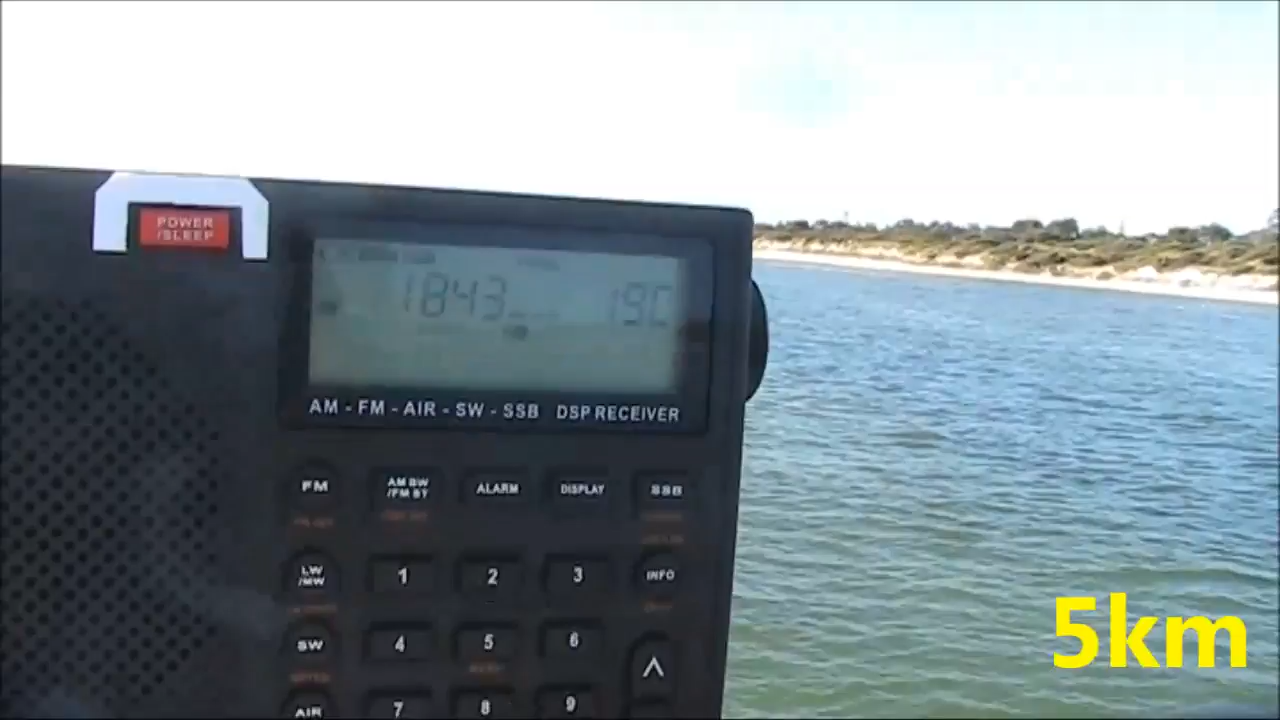 POWER
/SLEEP
1843 19C
AM - FM - AIR - SW - SSB DSP RECEIVER
FM
AM BW
/FM ST
ALARM
DISPLAY
SSB
LW
/MW
1
2
3
INFO
SW
4
5
6
AIR
7
8
9
5km